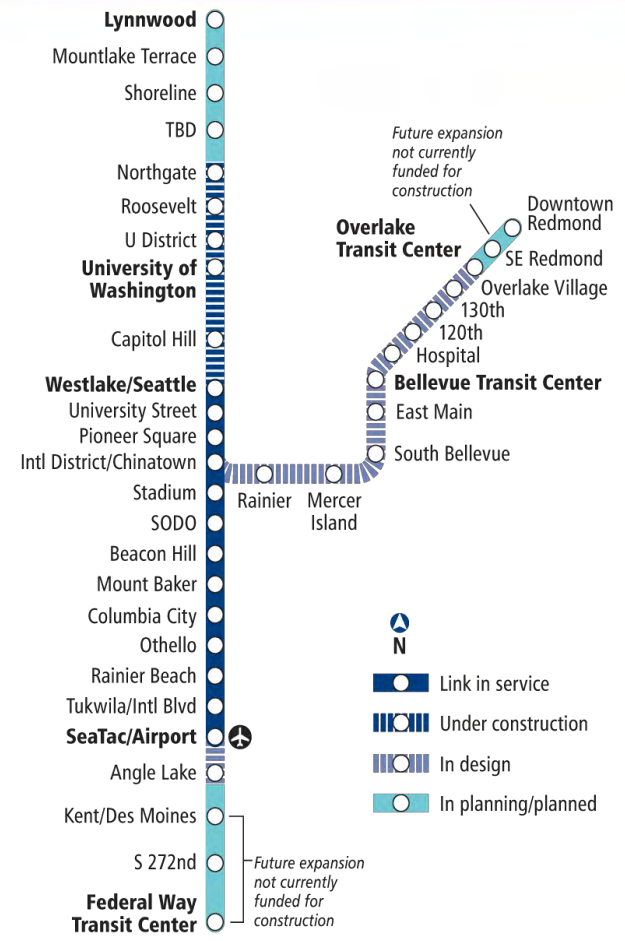 Lynnwood
Mountlake Terrace
Shoreline
TBD
Northgate
Roosevelt
U District
University of
Washington
Capitol Hill
Westlake/Seattle
University Street
Pioneer Square
Intl District/Chinatown
Stadium
SODO
Beacon Hill
Mount Baker
Columbia City
Othello
Rainier Beach
Tukwila/Intl Blvd
SeaTac/Airport
Angle Lake
Kent/Des Moines
S 272nd
Federal Way
Transit Center
Future expansion
not currently
funded for
construction
Rainier
Mercer
Island
South Bellevue
East Main
Bellevue Transit Center
Hospital
120th
130th
Overlake Village
Overlake
Transit Center
SE Redmond
Downtown
Redmond
Future expansion
not currently
funded for
construction
N
Link in service
Under construction
In design
In planning/planned